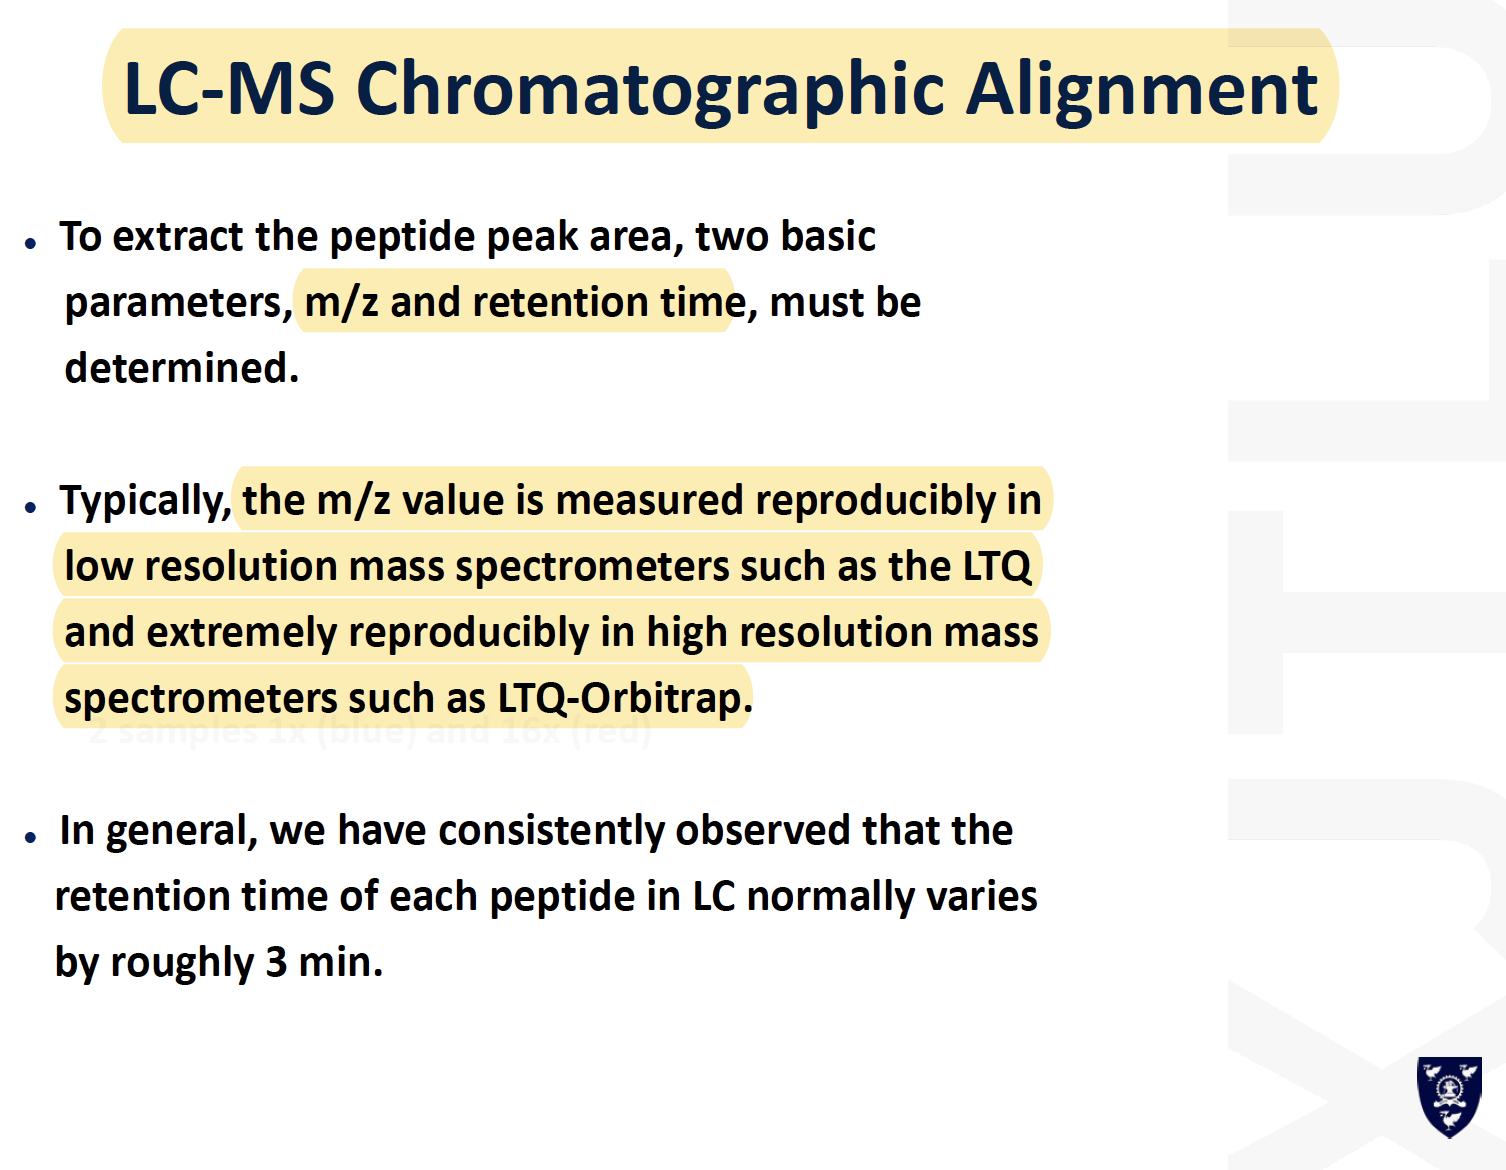 LC-MS Chromatographic Alignment
• To extract the peptide peak area, two basic
parameters, m/z and retention time, must be
determined.
• Typically, the m/z value is measured reproducibly in
low resolution mass spectrometers such as the LTQ
and extremely reproducibly in high resolution mass
spectrometers such as LTQ-Orbitrap.
2 samples 1x (blue) and 16x (red)
• In general, we have consistently observed that the
retention time of each peptide in LC normally varies
by roughly 3 min.
XJTLU